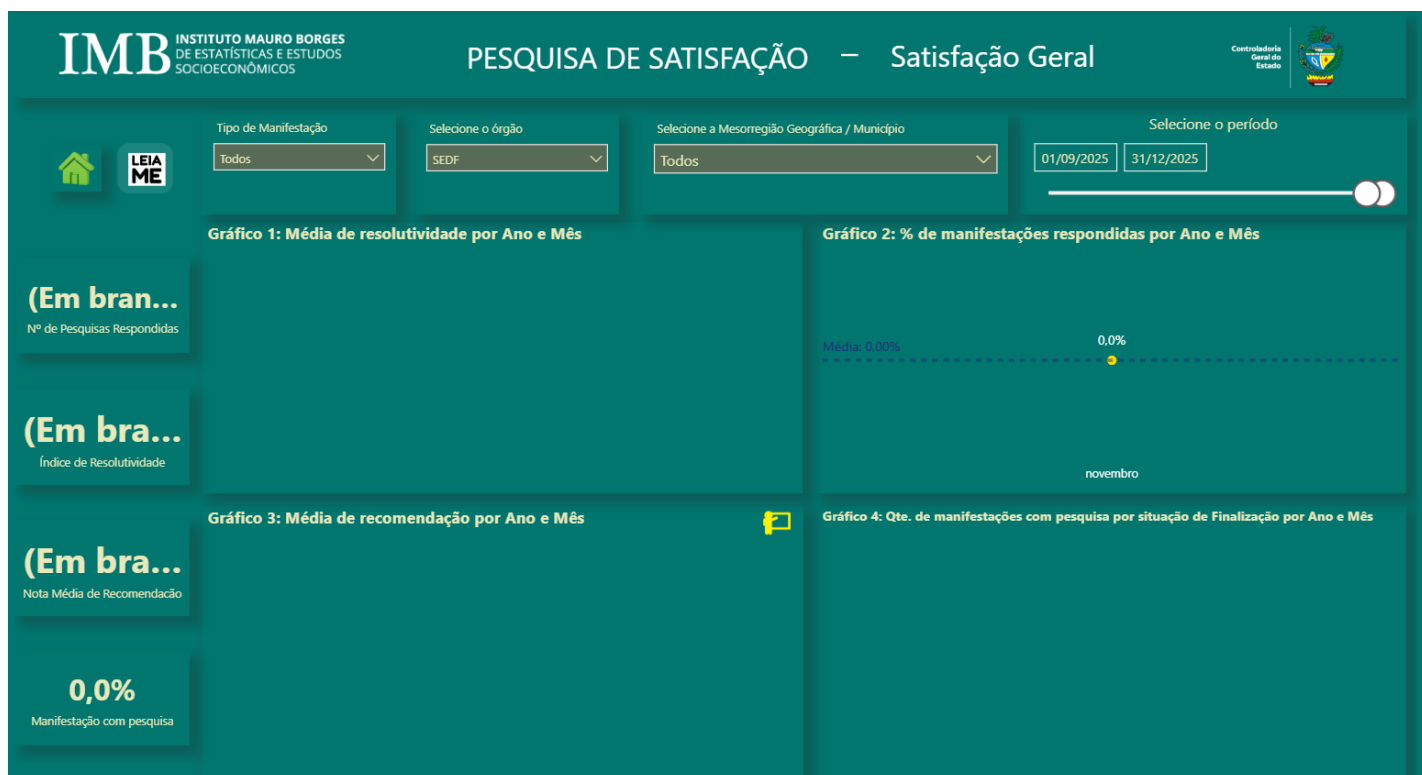 IMB INSTITUTO MAURO BORGES
DE ESTATÍSTICAS E ESTUDOS
SOCIOECONÔMICOS
PESQUISA DE SATISFAÇÃO – Satisfação Geral
Controladoria
Geral do
Estado
LEIA
ME
Tipo de Manifestação
Todos
Selecione o órgão
SEDF
Selecione a Mesorregião Geográfica / Município
Todos
Selecione o período
01/09/2025 31/12/2025
(Em bran...
Nº de Pesquisas Respondidas
(Em bra...
Índice de Resolutividade
(Em bra...
Nota Média de Recomendacão
0,0%
Manifestação com pesquisa
Gráfico 1: Média de resolutividade por Ano e Mês
Gráfico 2: % de manifestações respondidas por Ano e Mês
Média: 0,00%
0,0%
novembro
Gráfico 3: Média de recomendação por Ano e Mês
Gráfico 4: Qte. de manifestações com pesquisa por situação de Finalização por Ano e Mês